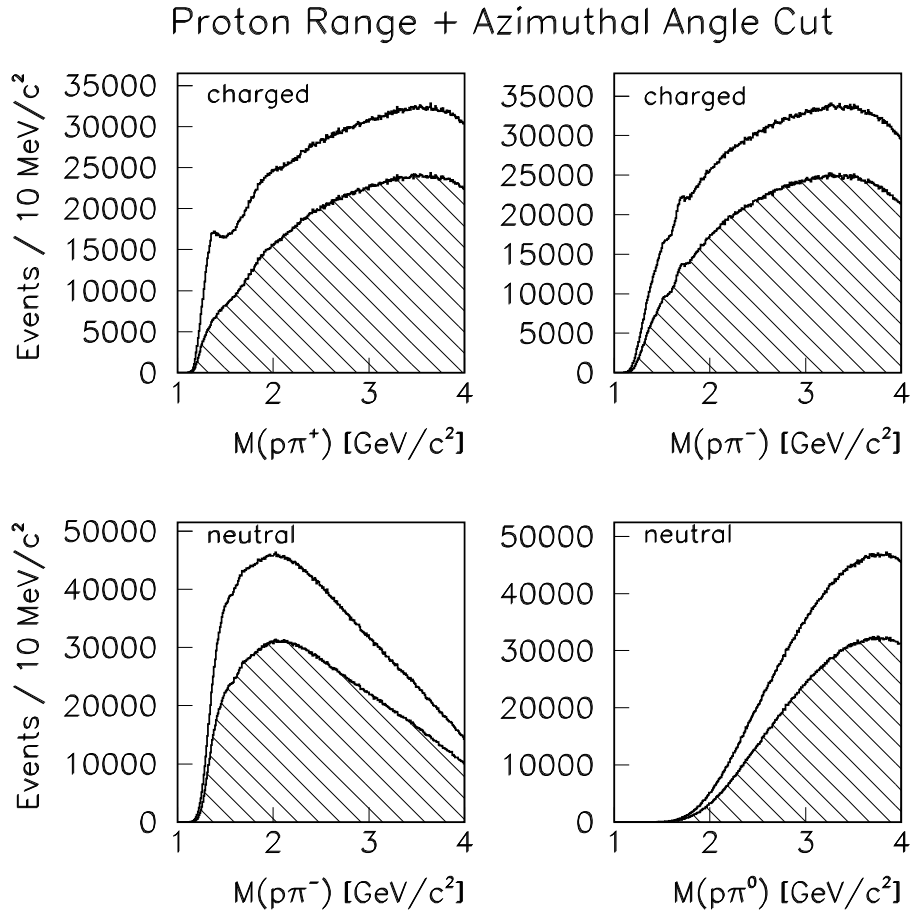 Proton Range + Azimuthal Angle Cut
Events / 10 MeV/c²
35000
30000
25000
20000
15000
10000
5000
0
charged
1 2 3 4
M(pπ⁺) [GeV/c²]
35000
30000
25000
20000
15000
10000
5000
0
charged
1 2 3 4
M(pπ⁻) [GeV/c²]
Events / 10 MeV/c²
50000
40000
30000
20000
10000
0
neutral
1 2 3 4
M(pπ⁻) [GeV/c²]
50000
40000
30000
20000
10000
0
neutral
1 2 3 4
M(pπ⁰) [GeV/c²]